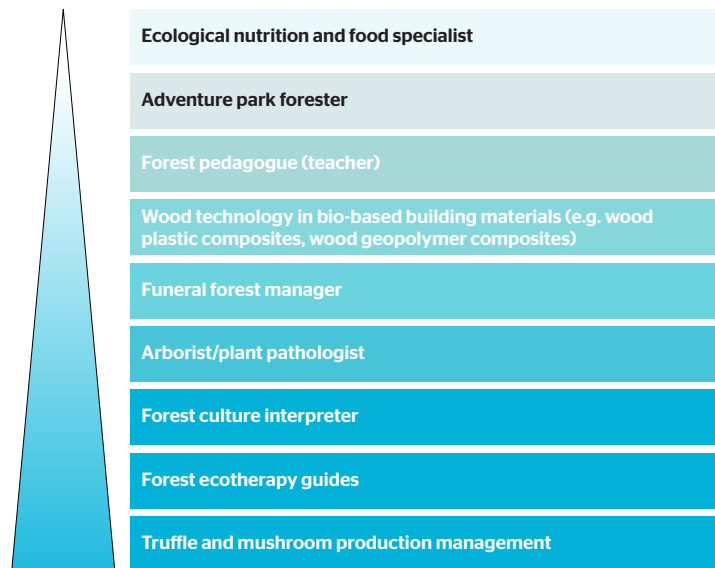 Ecological nutrition and food specialist
Adventure park forester
Forest pedagogue (teacher)
Wood technology in bio-based building materials (e.g. wood
plastic composites, wood geopolymer composites)
Funeral forest manager
Arborist/plant pathologist
Forest culture interpreter
Forest ecotherapy guides
Truffle and mushroom production management